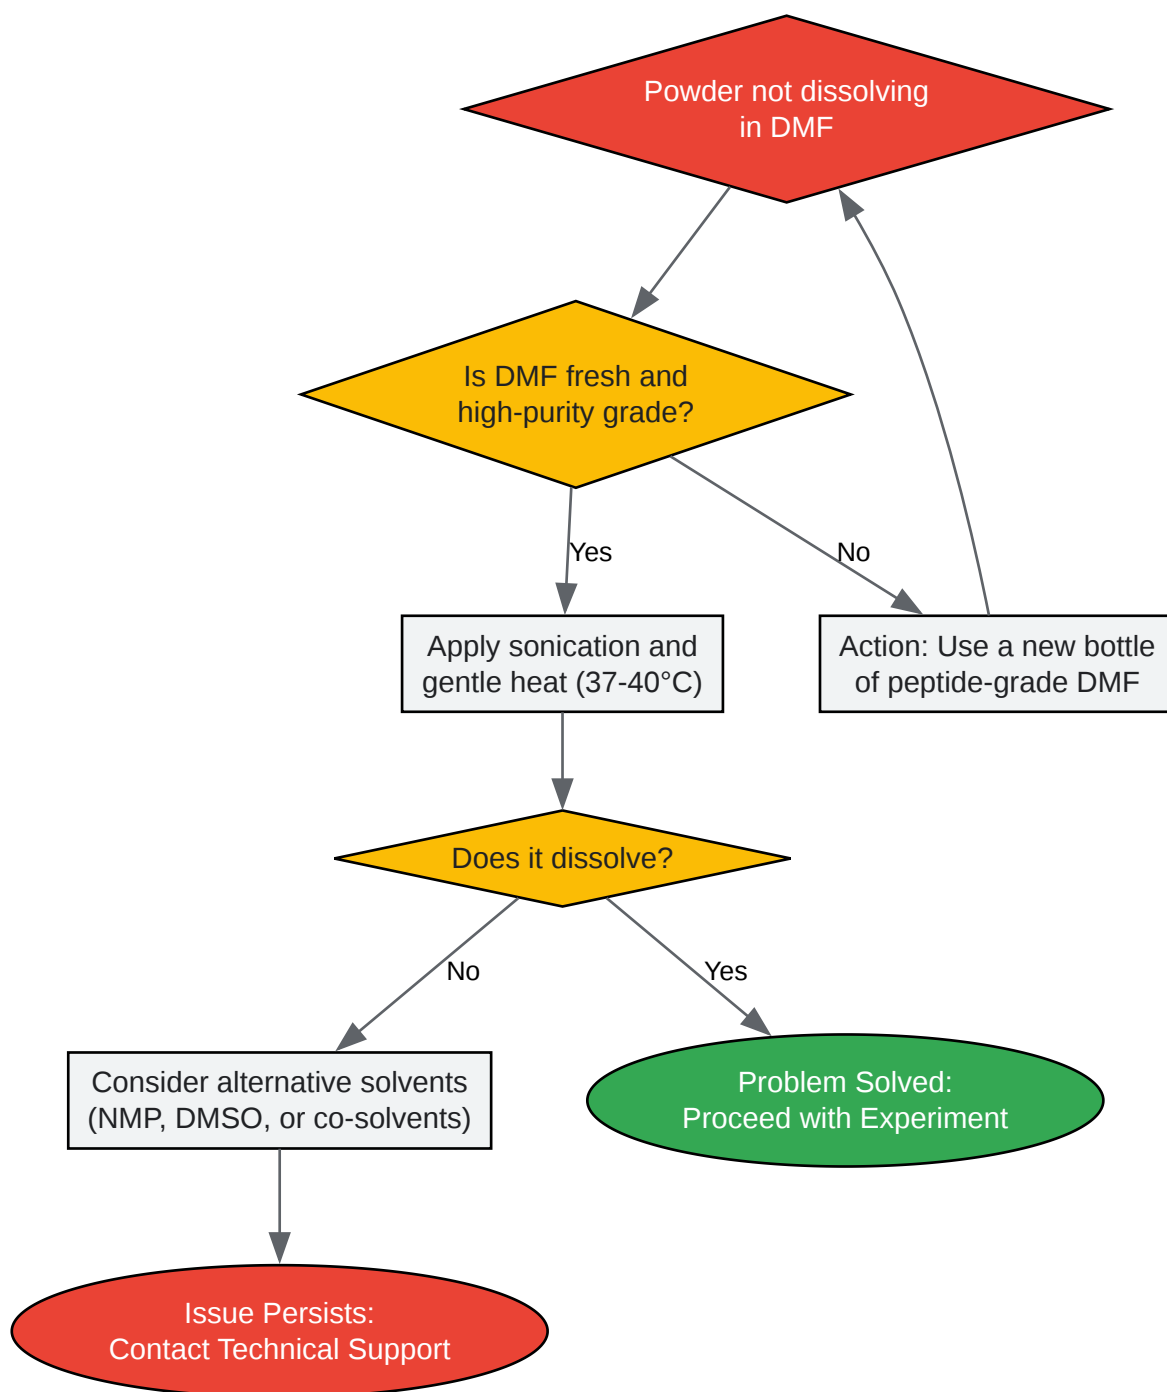 Powder not dissolving
in DMF
Is DMF fresh and
high-purity grade?
Yes
No
Apply sonication and
gentle heat (37-40°C)
Action: Use a new bottle
of peptide-grade DMF
Does it dissolve?
No
Yes
Consider alternative solvents
(NMP, DMSO, or co-solvents)
Problem Solved:
Proceed with Experiment
Issue Persists:
Contact Technical Support